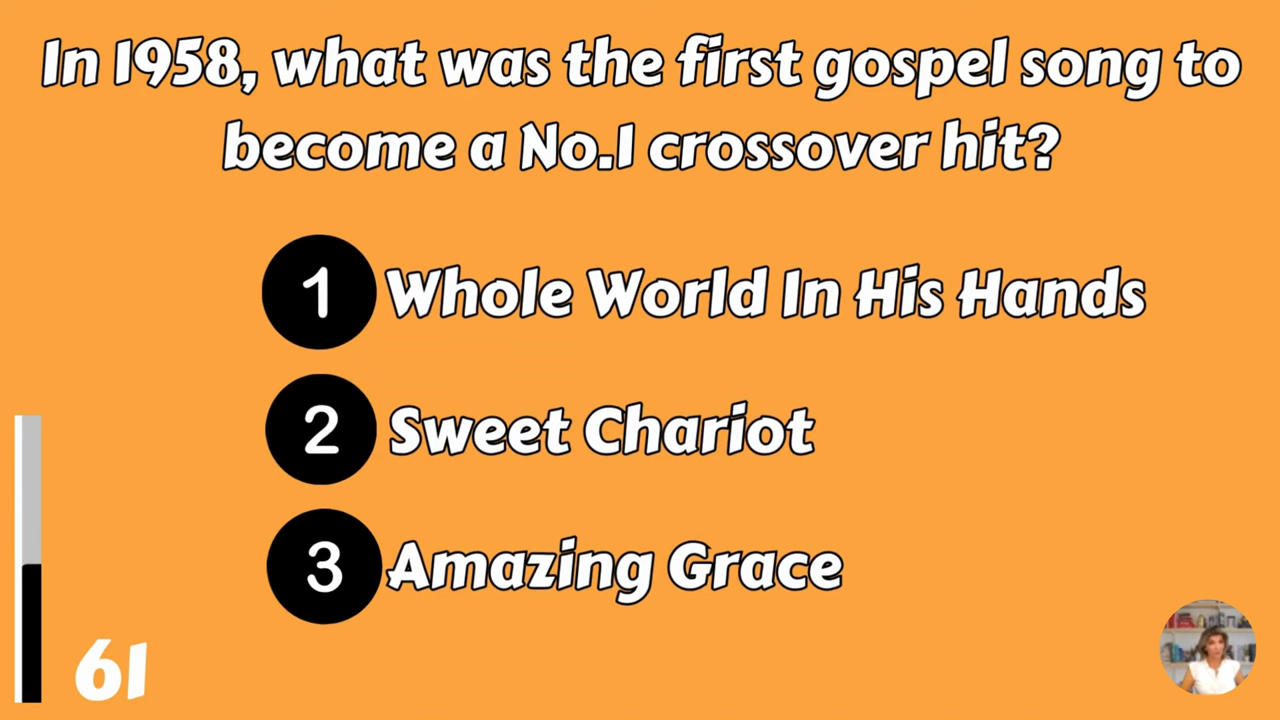 In 1958, what was the first gospel song to
become a No.1 crossover hit?
1 Whole World In His Hands
2 Sweet Chariot
3 Amazing Grace
61